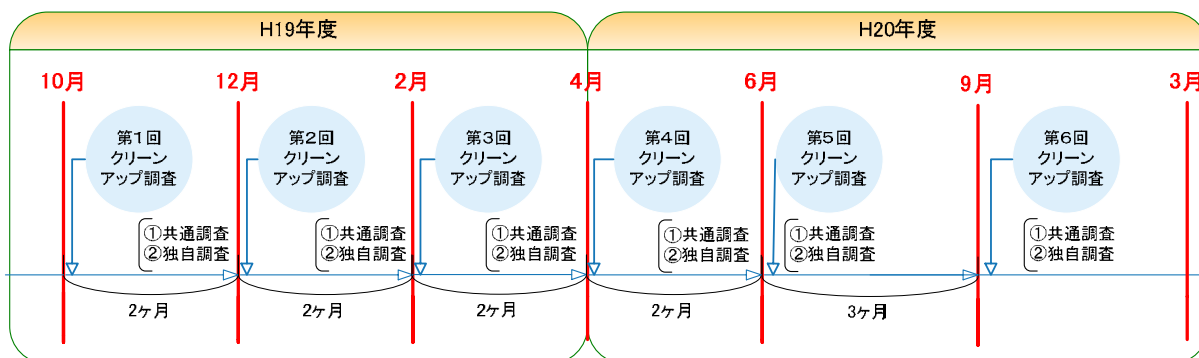 H19年度
H20年度
10月
12月
2月
4月
6月
9月
3月
第1回
クリーン
アップ調査
第2回
クリーン
アップ調査
第3回
クリーン
アップ調査
第4回
クリーン
アップ調査
第5回
クリーン
アップ調査
第6回
クリーン
アップ調査
①共通調査
②独自調査
①共通調査
②独自調査
①共通調査
②独自調査
①共通調査
②独自調査
①共通調査
②独自調査
①共通調査
②独自調査
2ヶ月
2ヶ月
2ヶ月
2ヶ月
3ヶ月